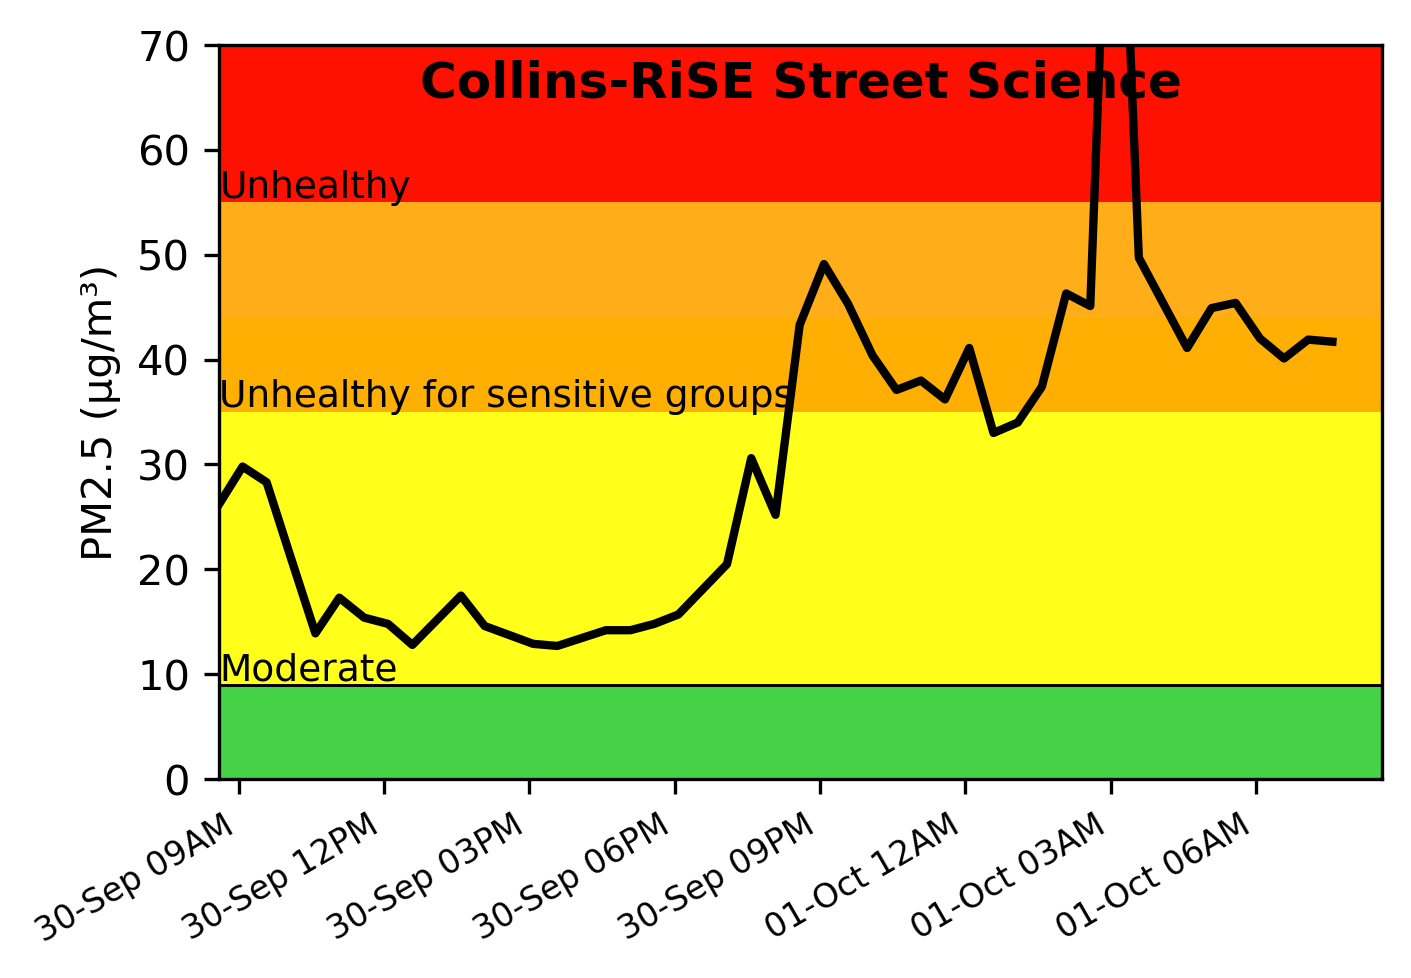 Collins-RiSE Street Science
PM2.5 (μg/m³)
70
60
Unhealthy
50
40
Unhealthy for sensitive groups
30
20
10
Moderate
0
30-Sep 09AM
30-Sep 12PM
30-Sep 03PM
30-Sep 06PM
30-Sep 09PM
01-Oct 12AM
01-Oct 03AM
01-Oct 06AM